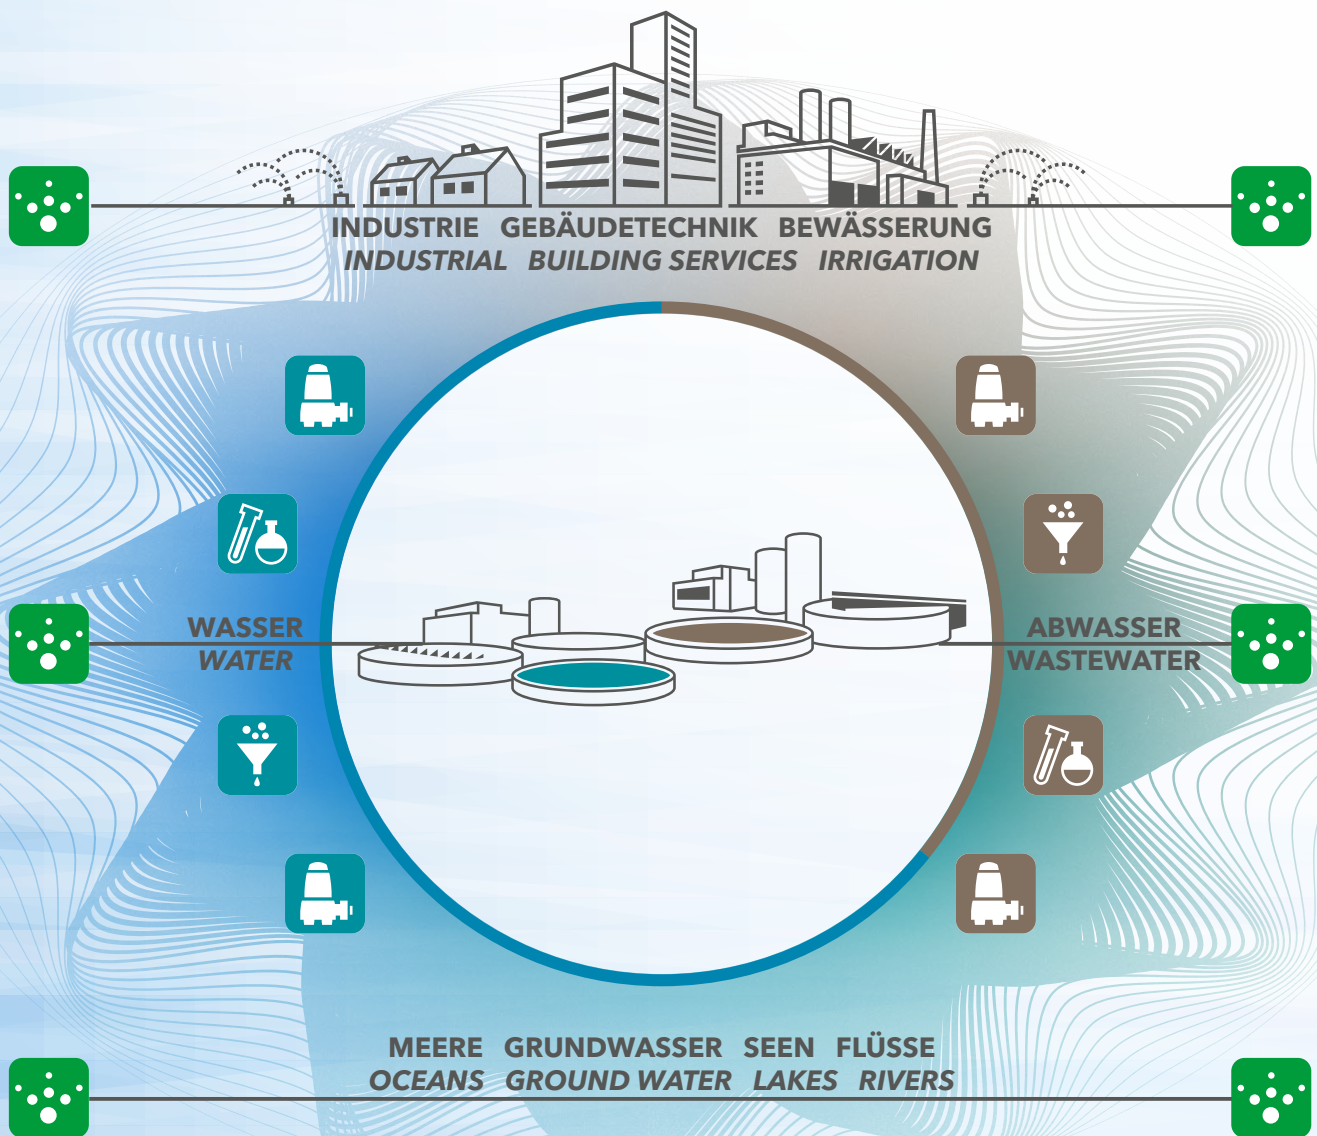 INDUSTRIE GEBÄUDETECHNIK BEWÄSSERUNG
INDUSTRIAL BUILDING SERVICES IRRIGATION
WASSER
WATER
ABWASSER
WASTEWATER
MEERE GRUNDWASSER SEEN FLÜSSE
OCEANS GROUND WATER LAKES RIVERS